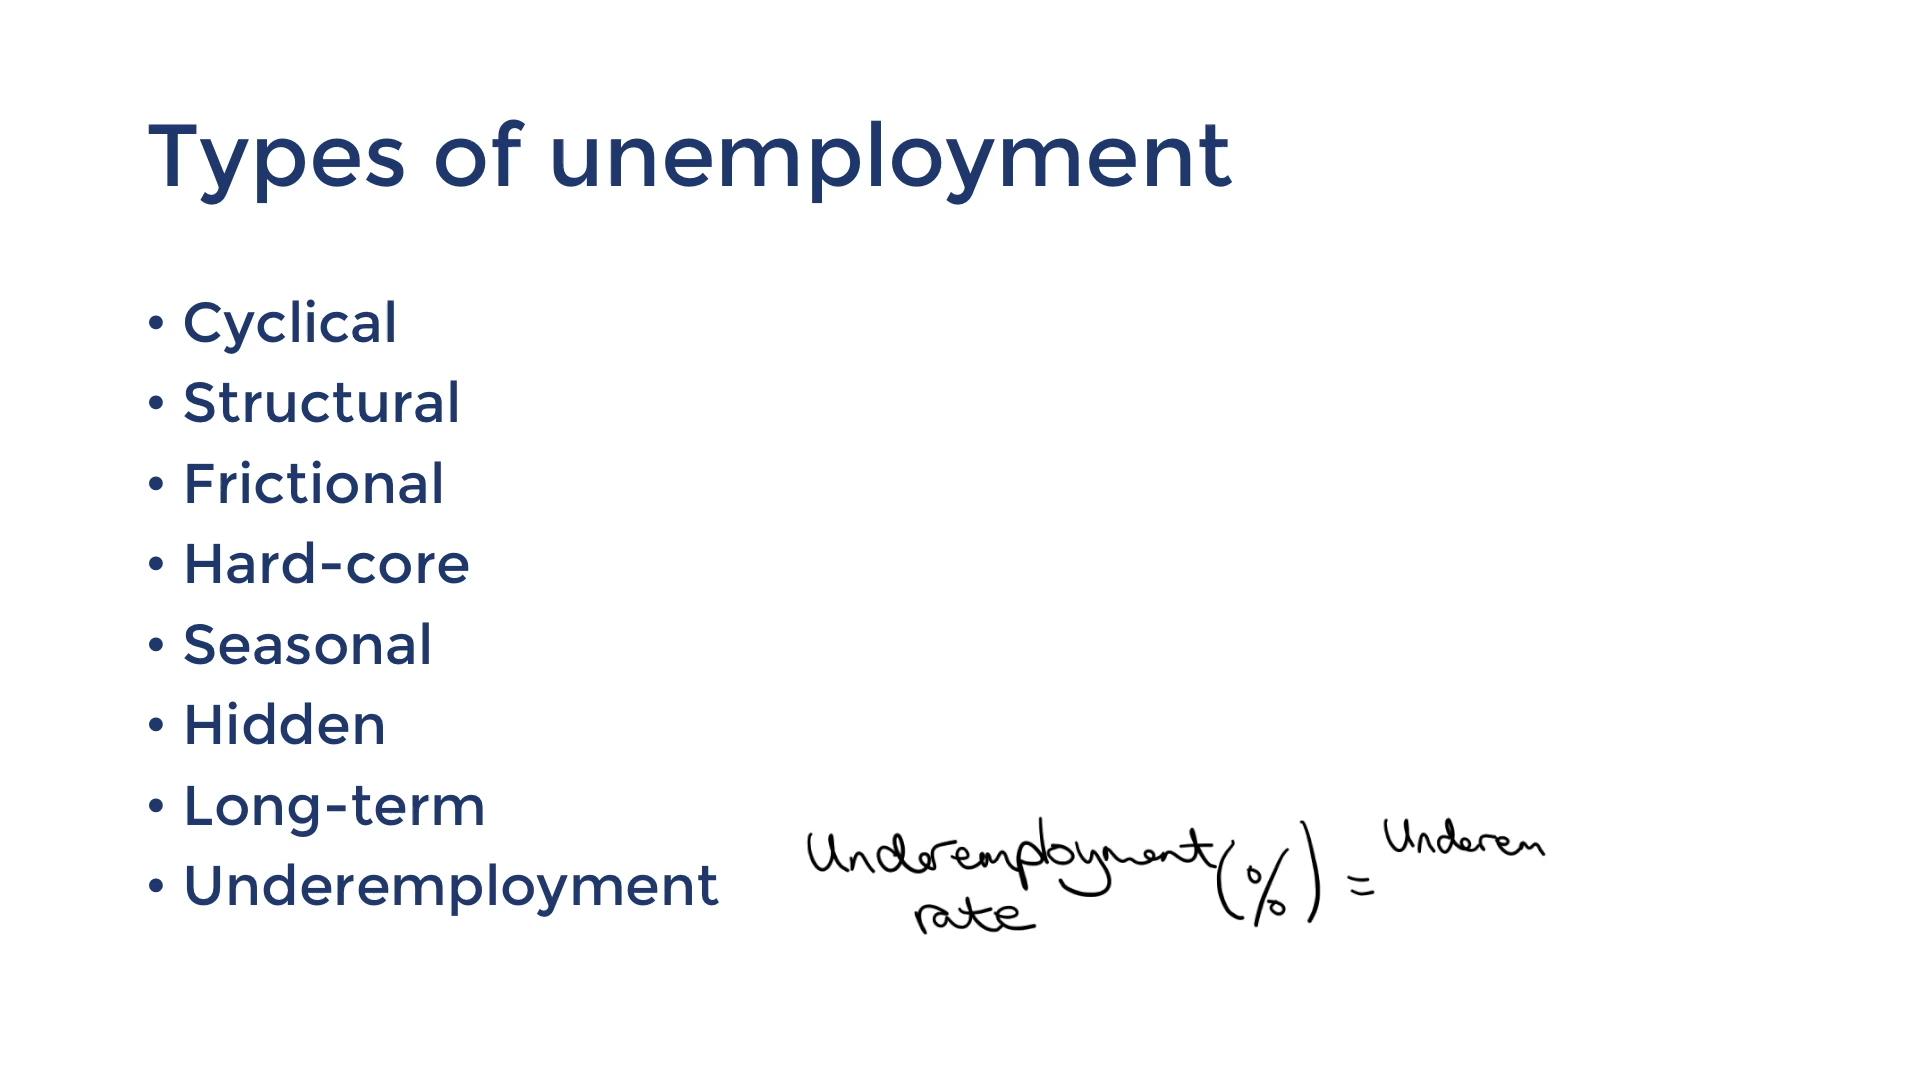 Types of unemployment
• Cyclical
• Structural
• Frictional
• Hard-core
• Seasonal
• Hidden
• Long-term
• Underemployment
Underemployment (%) = Underem
rate